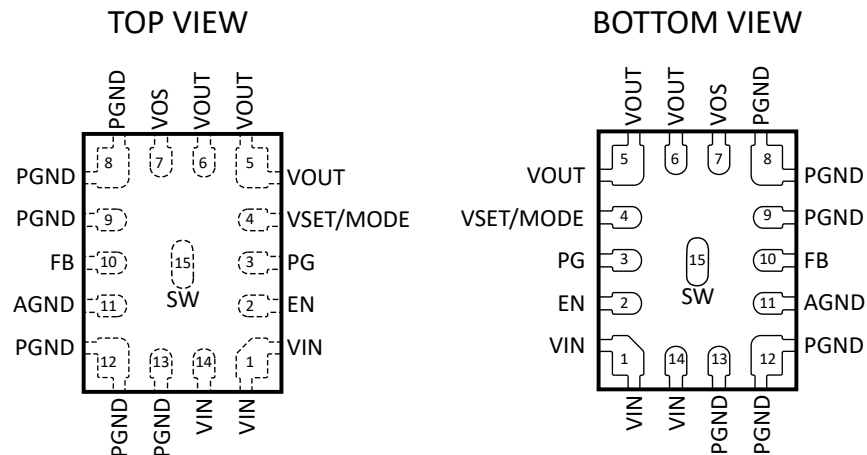 TOP VIEW
PGND
VOS
VOUT
VOUT
8
7
6
5
PGND
VOUT
PGND
9
4
VSET/MODE
FB
10
15
3
PG
SW
AGND
11
2
EN
PGND
12
13
14
1
VIN
PGND
PGND
VIN
VIN
BOTTOM VIEW
VOUT
VOUT
VOS
PGND
5
6
7
8
VOUT
PGND
VSET/MODE
4
9
PGND
PG
3
15
10
FB
SW
EN
2
11
AGND
VIN
1
14
13
12
PGND
VIN
VIN
PGND
PGND